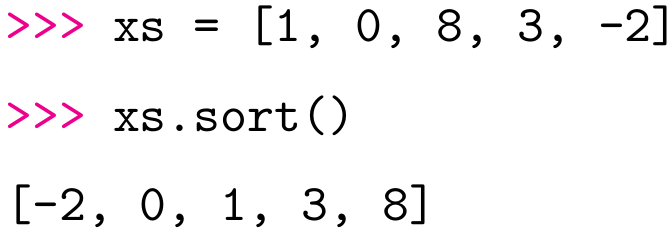 >>> xs = [1, 0, 8, 3, -2]
>>> xs.sort()
[-2, 0, 1, 3, 8]